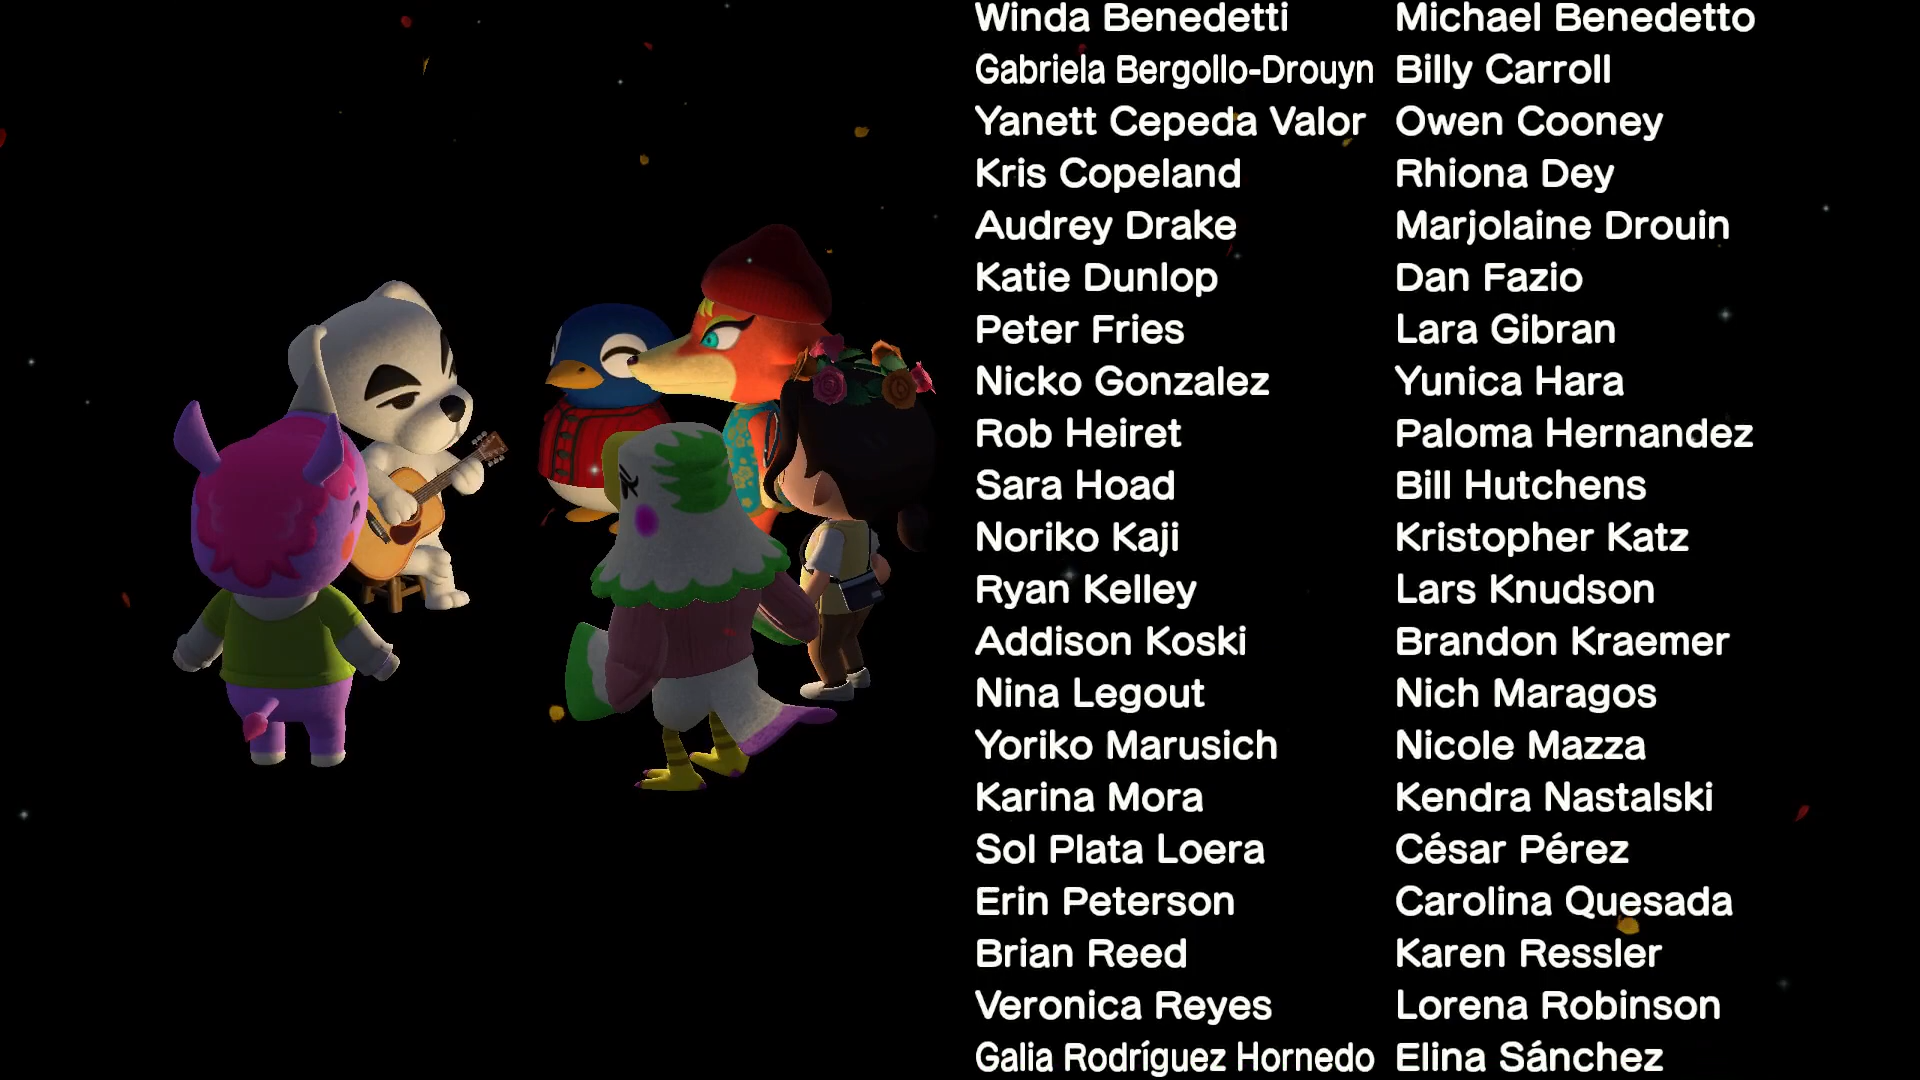 Winda Benedetti Michael Benedetto
Gabriela Bergollo-Drouyn Billy Carroll
Yanett Cepeda Valor Owen Cooney
Kris Copeland Rhiona Dey
Audrey Drake Marjolaine Drouin
Katie Dunlop Dan Fazio
Peter Fries Lara Gibran
Nicko Gonzalez Yunica Hara
Rob Heiret Paloma Hernandez
Sara Hoad Bill Hutchens
Noriko Kaji Kristopher Katz
Ryan Kelley Lars Knudson
Addison Koski Brandon Kraemer
Nina Legout Nich Maragos
Yoriko Marusich Nicole Mazza
Karina Mora Kendra Nastalski
Sol Plata Loera César Pérez
Erin Peterson Carolina Quesada
Brian Reed Karen Ressler
Veronica Reyes Lorena Robinson
Galia Rodríguez Hornedo Elina Sánchez